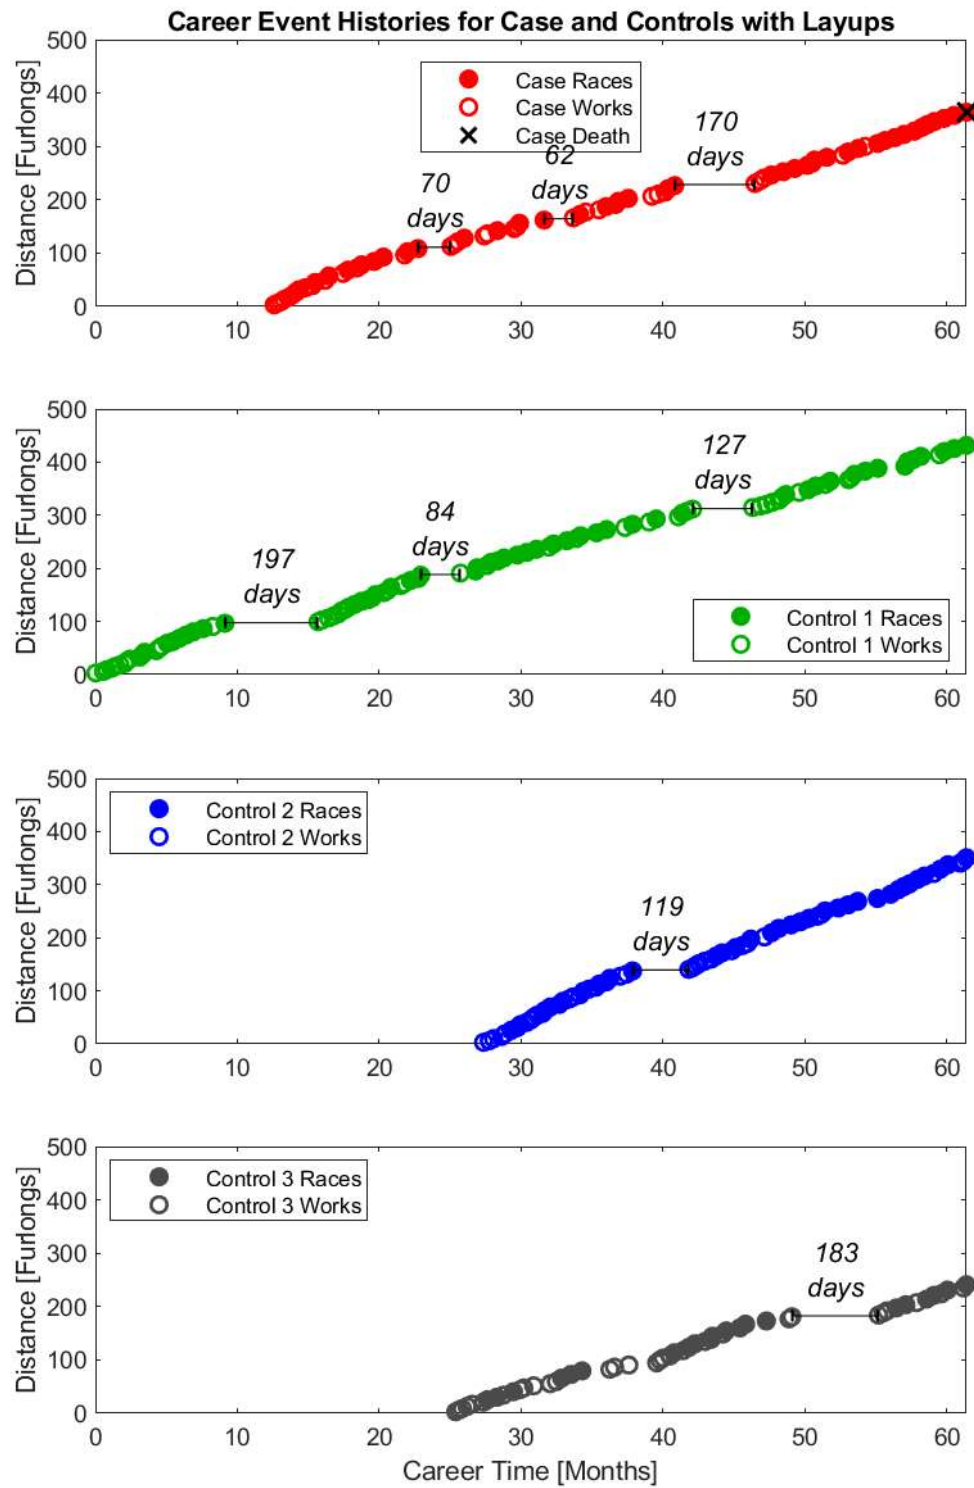 Career Event Histories for Case and Controls with Layups
500
400
300
200
100
0
Distance [Furlongs]
Case Races
Case Works
Case Death
70
days
62
days
170
days
0 10 20 30 40 50 60
500
400
300
200
100
0
Distance [Furlongs]
197
days
84
days
127
days
Control 1 Races
Control 1 Works
0 10 20 30 40 50 60
500
400
300
200
100
0
Distance [Furlongs]
Control 2 Races
Control 2 Works
119
days
0 10 20 30 40 50 60
500
400
300
200
100
0
Distance [Furlongs]
Control 3 Races
Control 3 Works
183
days
0 10 20 30 40 50 60
Career Time [Months]